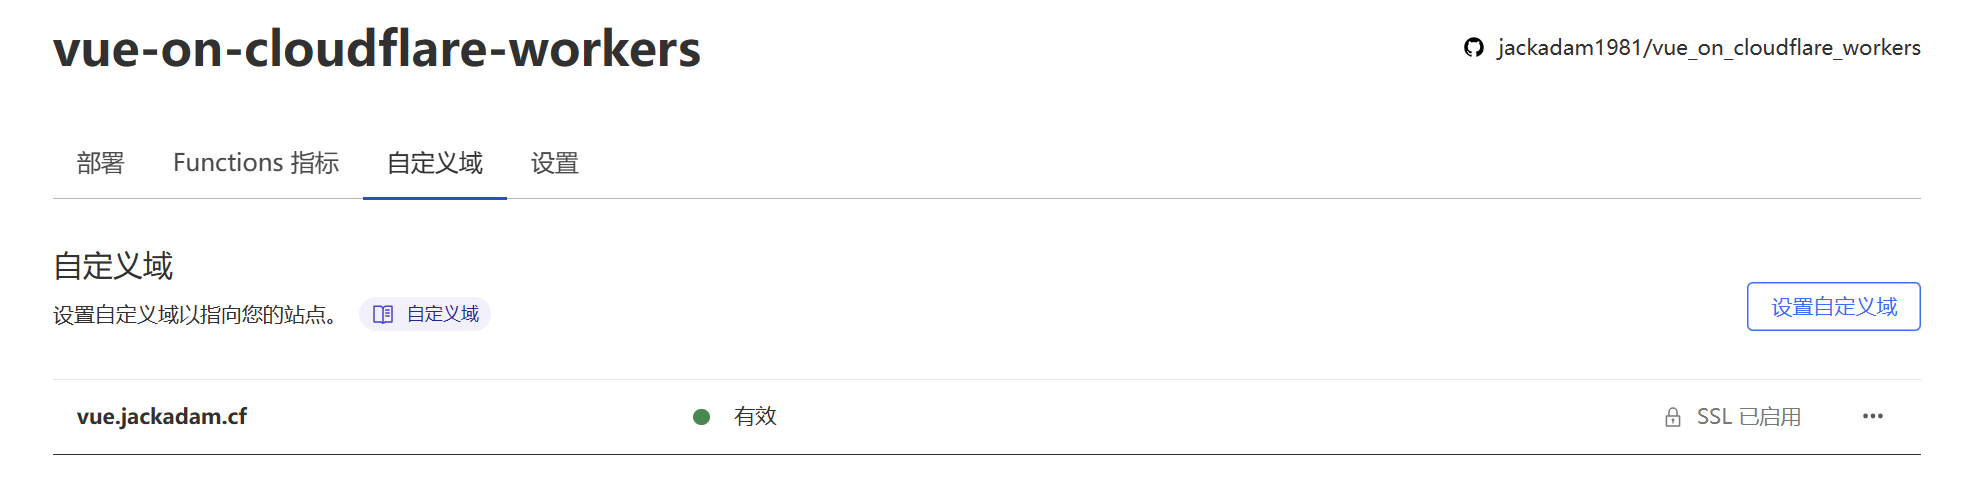 vue-on-cloudflare-workers
jackadam1981/vue_on_cloudflare_workers
部署 Functions 指标 自定义域 设置
自定义域
设置自定义域以指向您的站点。 自定义域
设置自定义域
vue.jackadam.cf 有效 SSL 已启用